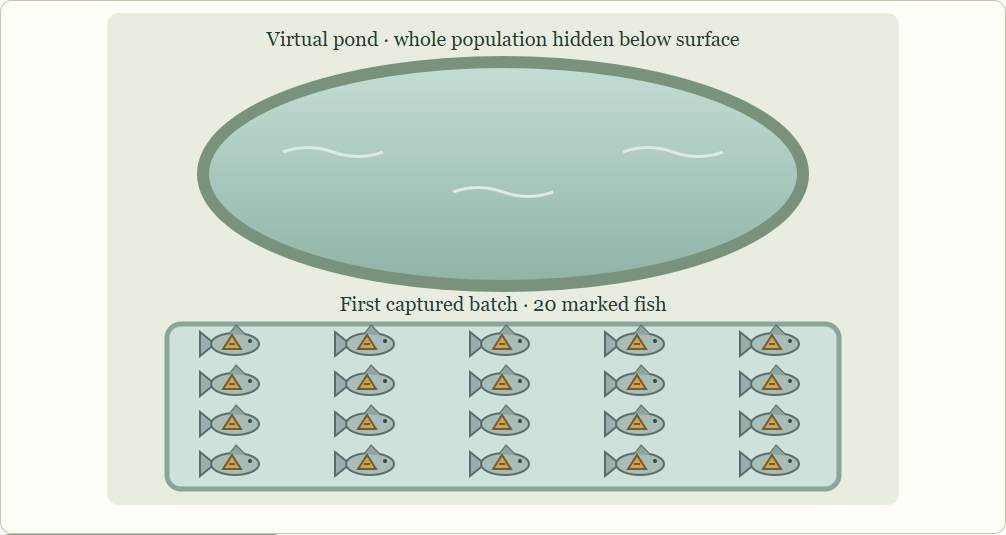 Virtual pond · whole population hidden below surface
First captured batch · 20 marked fish